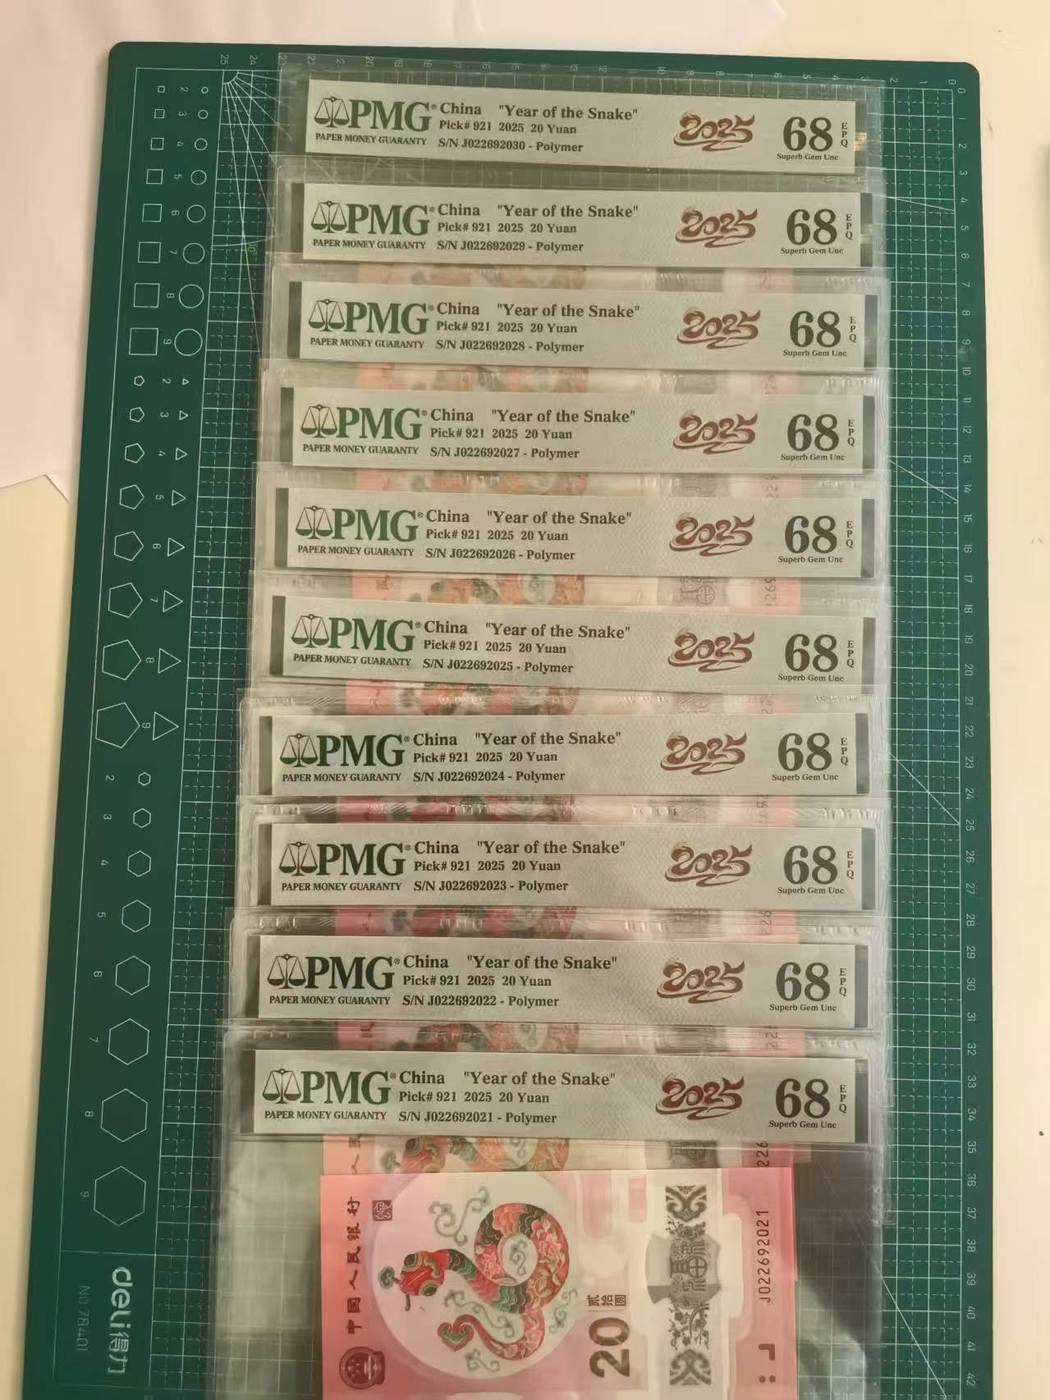 PMG® China "Year of the Snake"
Pick# 921 2025 20 Yuan
PAPER MONEY GUARANTY S/N J022692030 - Polymer
2025
68 EPQ
Superb Gem Unc
PMG® China "Year of the Snake"
Pick# 921 2025 20 Yuan
PAPER MONEY GUARANTY S/N J022692029 - Polymer
2025
68 EPQ
Superb Gem Unc
PMG® China "Year of the Snake"
Pick# 921 2025 20 Yuan
PAPER MONEY GUARANTY S/N J022692028 - Polymer
2025
68 EPQ
Superb Gem Unc
PMG® China "Year of the Snake"
Pick# 921 2025 20 Yuan
PAPER MONEY GUARANTY S/N J022692027 - Polymer
2025
68 EPQ
Superb Gem Unc
PMG® China "Year of the Snake"
Pick# 921 2025 20 Yuan
PAPER MONEY GUARANTY S/N J022692026 - Polymer
2025
68 EPQ
Superb Gem Unc
PMG® China "Year of the Snake"
Pick# 921 2025 20 Yuan
PAPER MONEY GUARANTY S/N J022692025 - Polymer
2025
68 EPQ
Superb Gem Unc
PMG® China "Year of the Snake"
Pick# 921 2025 20 Yuan
PAPER MONEY GUARANTY S/N J022692024 - Polymer
2025
68 EPQ
Superb Gem Unc
PMG® China "Year of the Snake"
Pick# 921 2025 20 Yuan
PAPER MONEY GUARANTY S/N J022692023 - Polymer
2025
68 EPQ
Superb Gem Unc
PMG® China "Year of the Snake"
Pick# 921 2025 20 Yuan
PAPER MONEY GUARANTY S/N J022692022 - Polymer
2025
68 EPQ
Superb Gem Unc
PMG® China "Year of the Snake"
Pick# 921 2025 20 Yuan
PAPER MONEY GUARANTY S/N J022692021 - Polymer
2025
68 EPQ
Superb Gem Unc
中国人民银行
贰拾圆
20
J022692021
deli得力
NO.78401